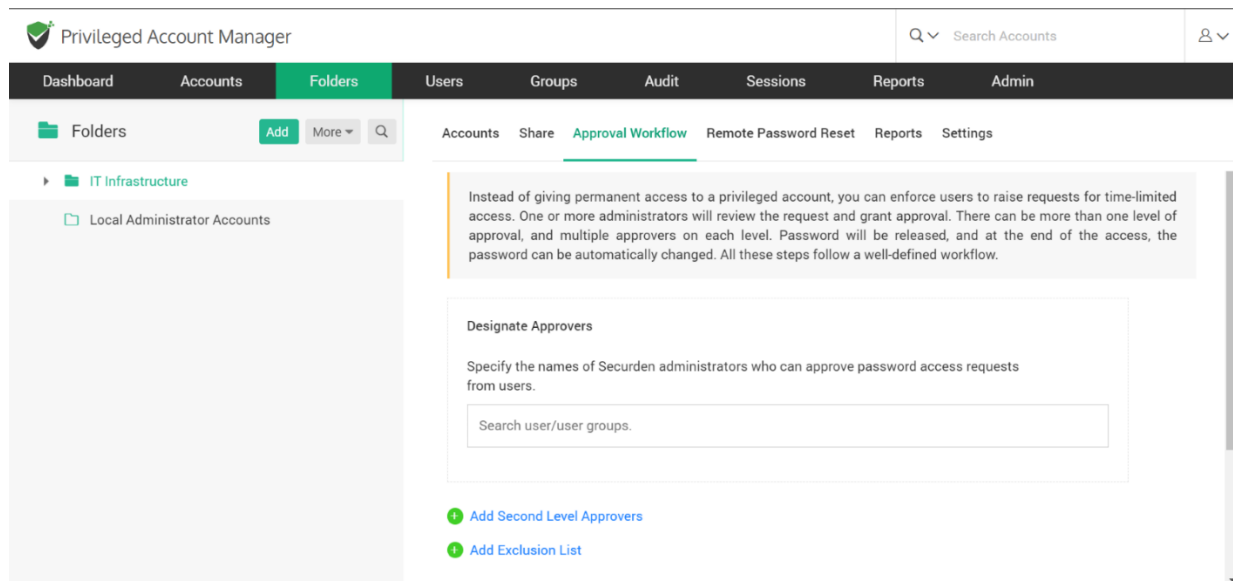 Privileged Account Manager
Search Accounts
Dashboard Accounts Folders Users Groups Audit Sessions Reports Admin
Folders Add More
Accounts Share Approval Workflow Remote Password Reset Reports Settings
IT Infrastructure
Local Administrator Accounts
Instead of giving permanent access to a privileged account, you can enforce users to raise requests for time-limited
access. One or more administrators will review the request and grant approval. There can be more than one level of
approval, and multiple approvers on each level. Password will be released, and at the end of the access, the
password can be automatically changed. All these steps follow a well-defined workflow.
Designate Approvers
Specify the names of Securden administrators who can approve password access requests
from users.
Search user/user groups.
Add Second Level Approvers
Add Exclusion List